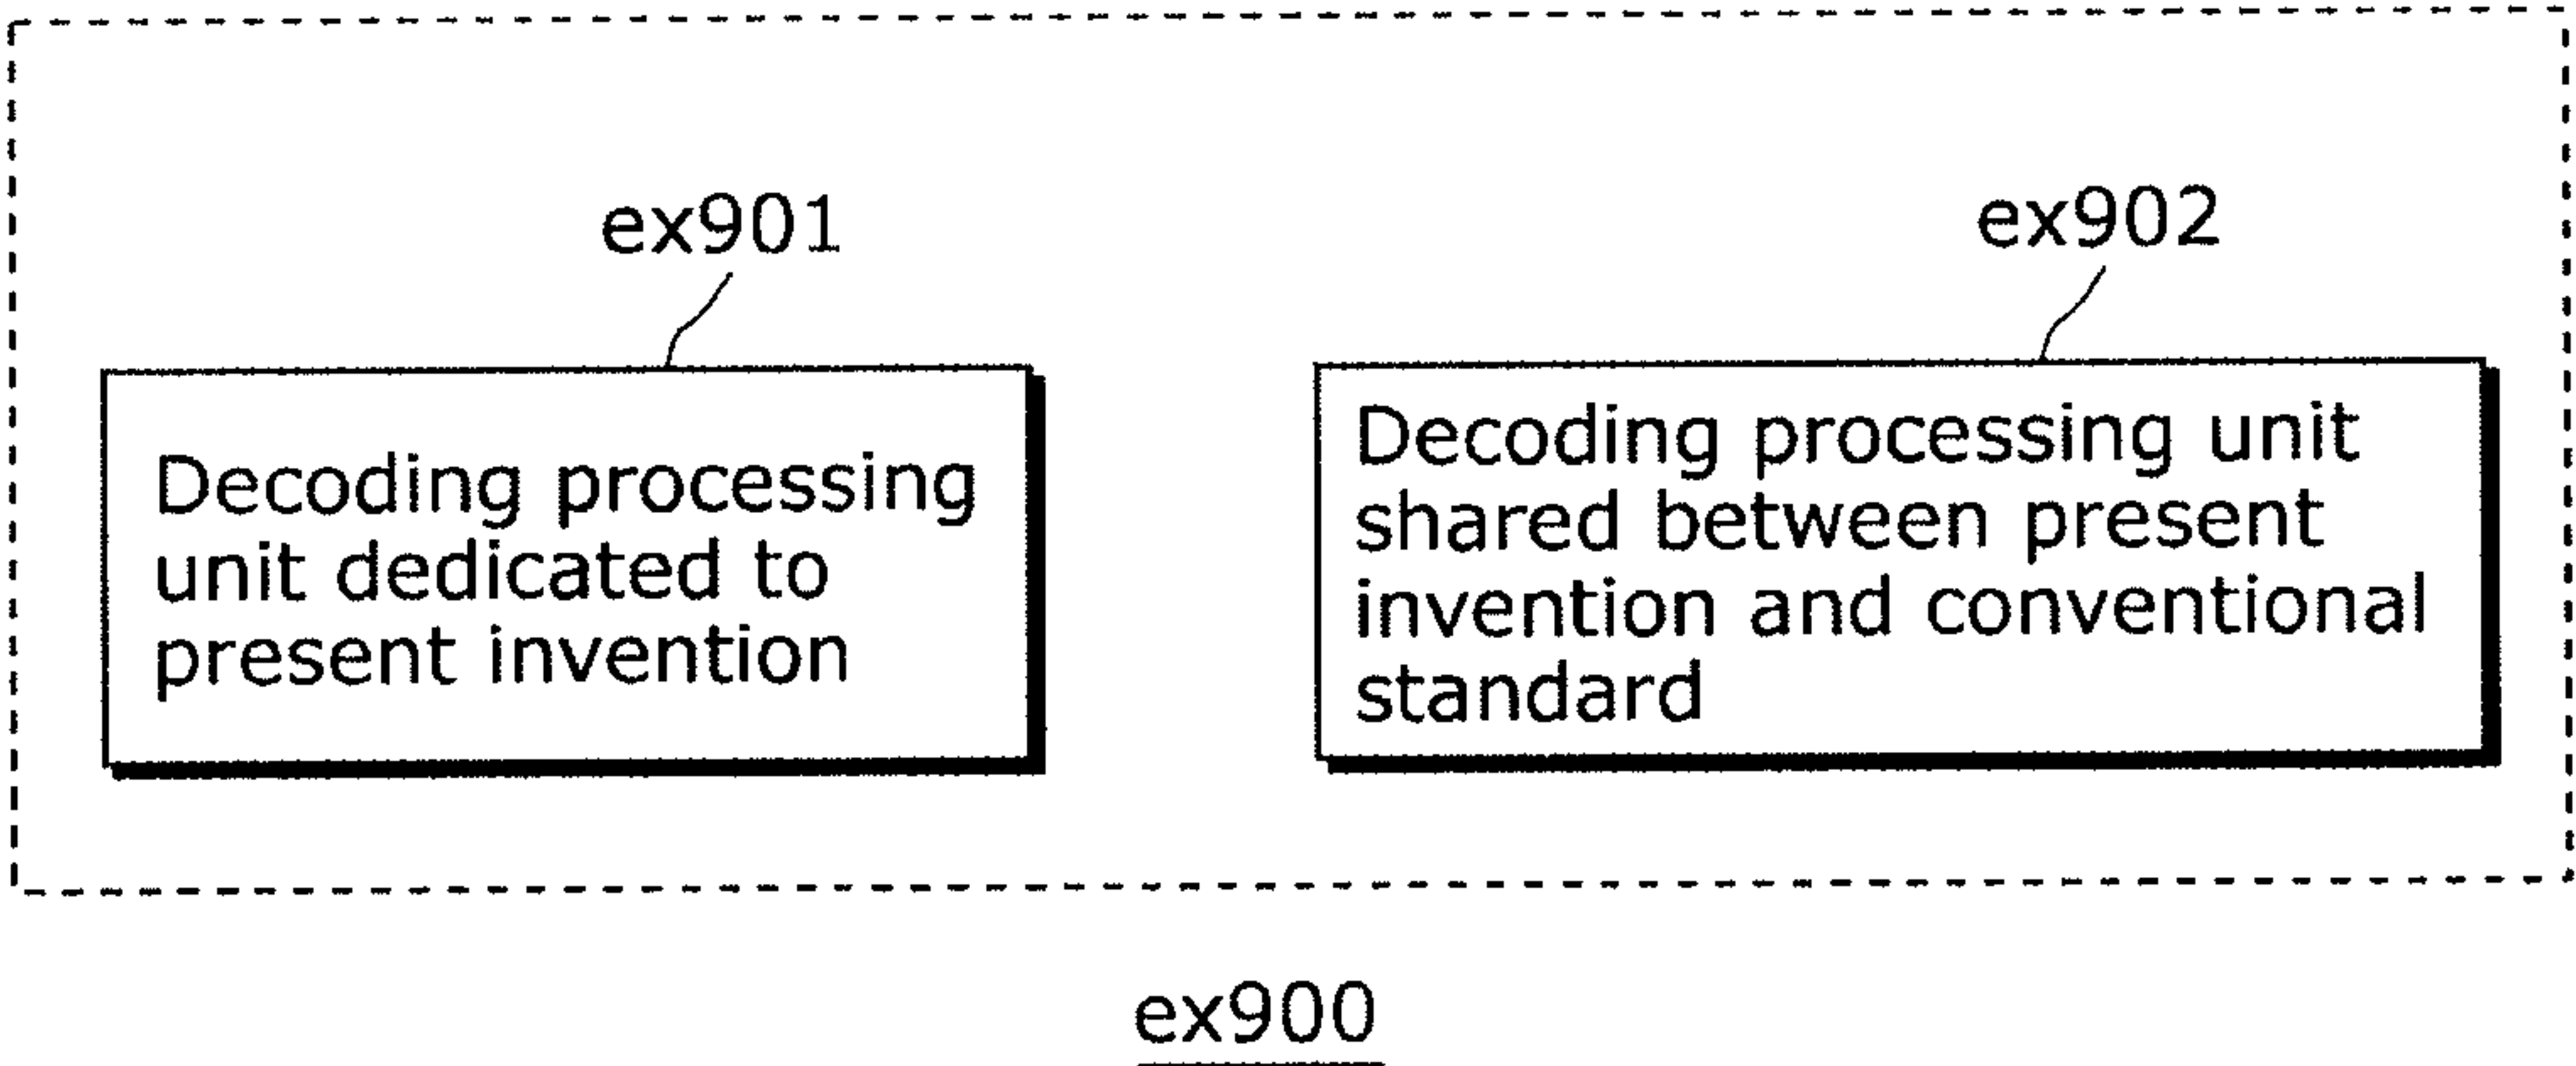 ex901
ex902
Decoding processing
unit dedicated to
present invention
Decoding processing unit
shared between present
invention and conventional
standard
ex900